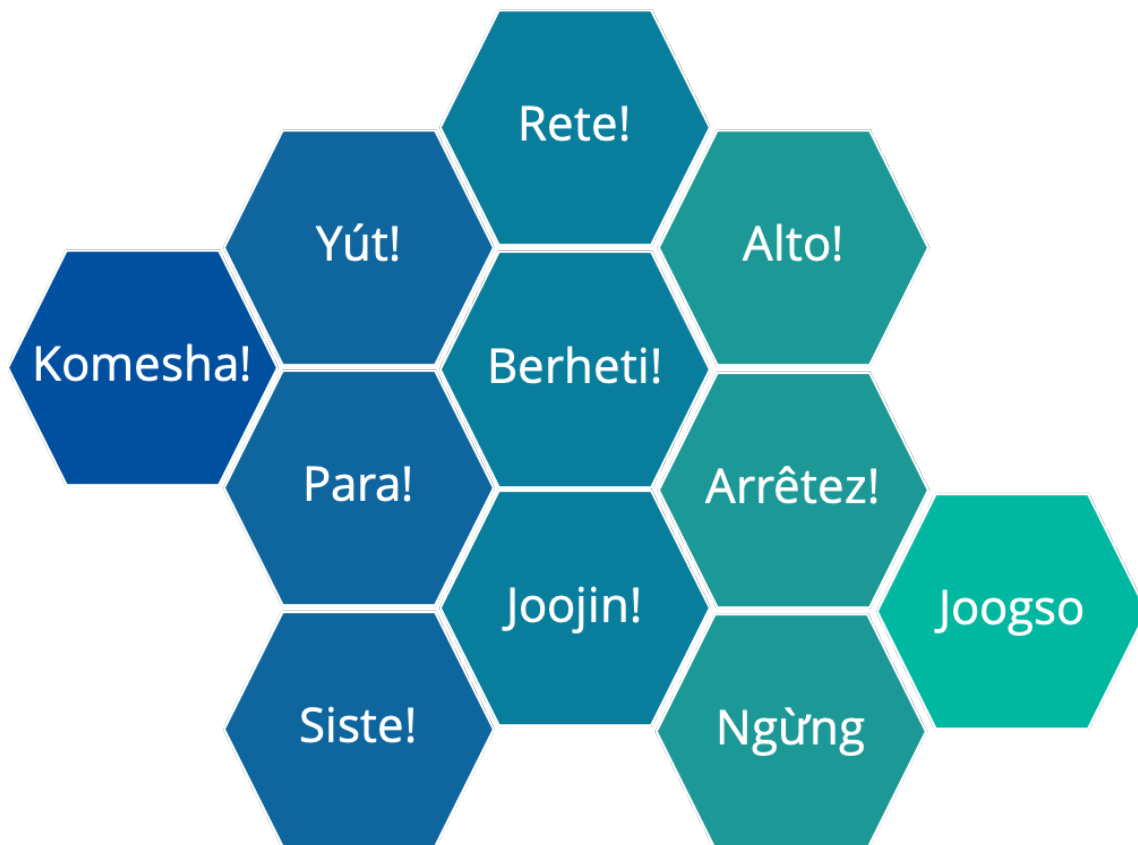 Rete!
Yút!
Alto!
Komesha!
Berheti!
Para!
Arrêtez!
Joojin!
Joogso
Siste!
Ngừng